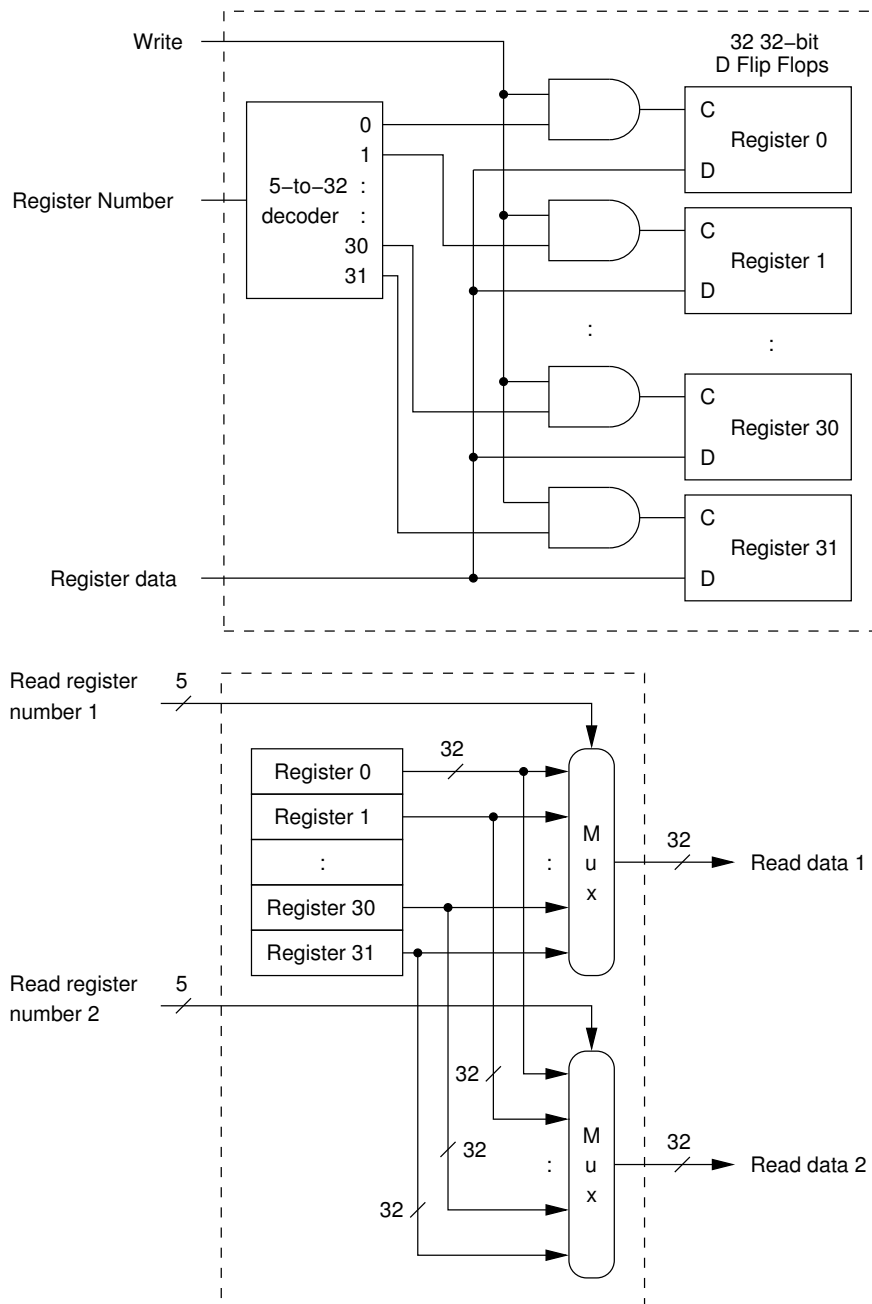 Write
32 32−bit
D Flip Flops
0
C
1
Register 0
5−to−32 :
D
Register Number
decoder :
C
30
Register 1
31
D
:
:
C
Register 30
D
C
Register 31
Register data
D
Read register
number 1
5
32
Register 0
Register 1
:
Register 30
Register 31
:
M
u
x
32
Read data 1
Read register
number 2
5
32
32
32
:
M
u
x
32
Read data 2